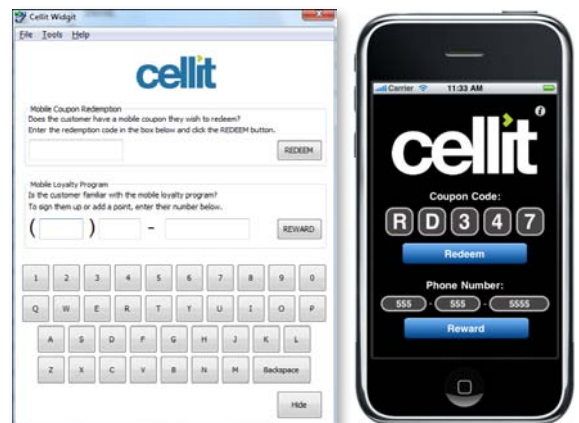 Cellit Widgit
File Tools Help
cellit
Mobile Coupon Redemption
Does the customer have a mobile coupon they wish to redeem?
Enter the redemption code in the box below and click the REDEEM button.
REDEEM
Mobile Loyalty Program
Is the customer familiar with the mobile loyalty program?
To sign them up or add a point, enter their number below.
( ) - REWARD
1 2 3 4 5 6 7 8 9 0
Q W E R T Y U I O P
A S D F G H J K L
Z X C V B N M Backspace
Hide
Carrier 11:33 AM
cellit
Coupon Code:
R D 3 4 7
Redeem
Phone Number:
555 - 555 - 5555
Reward